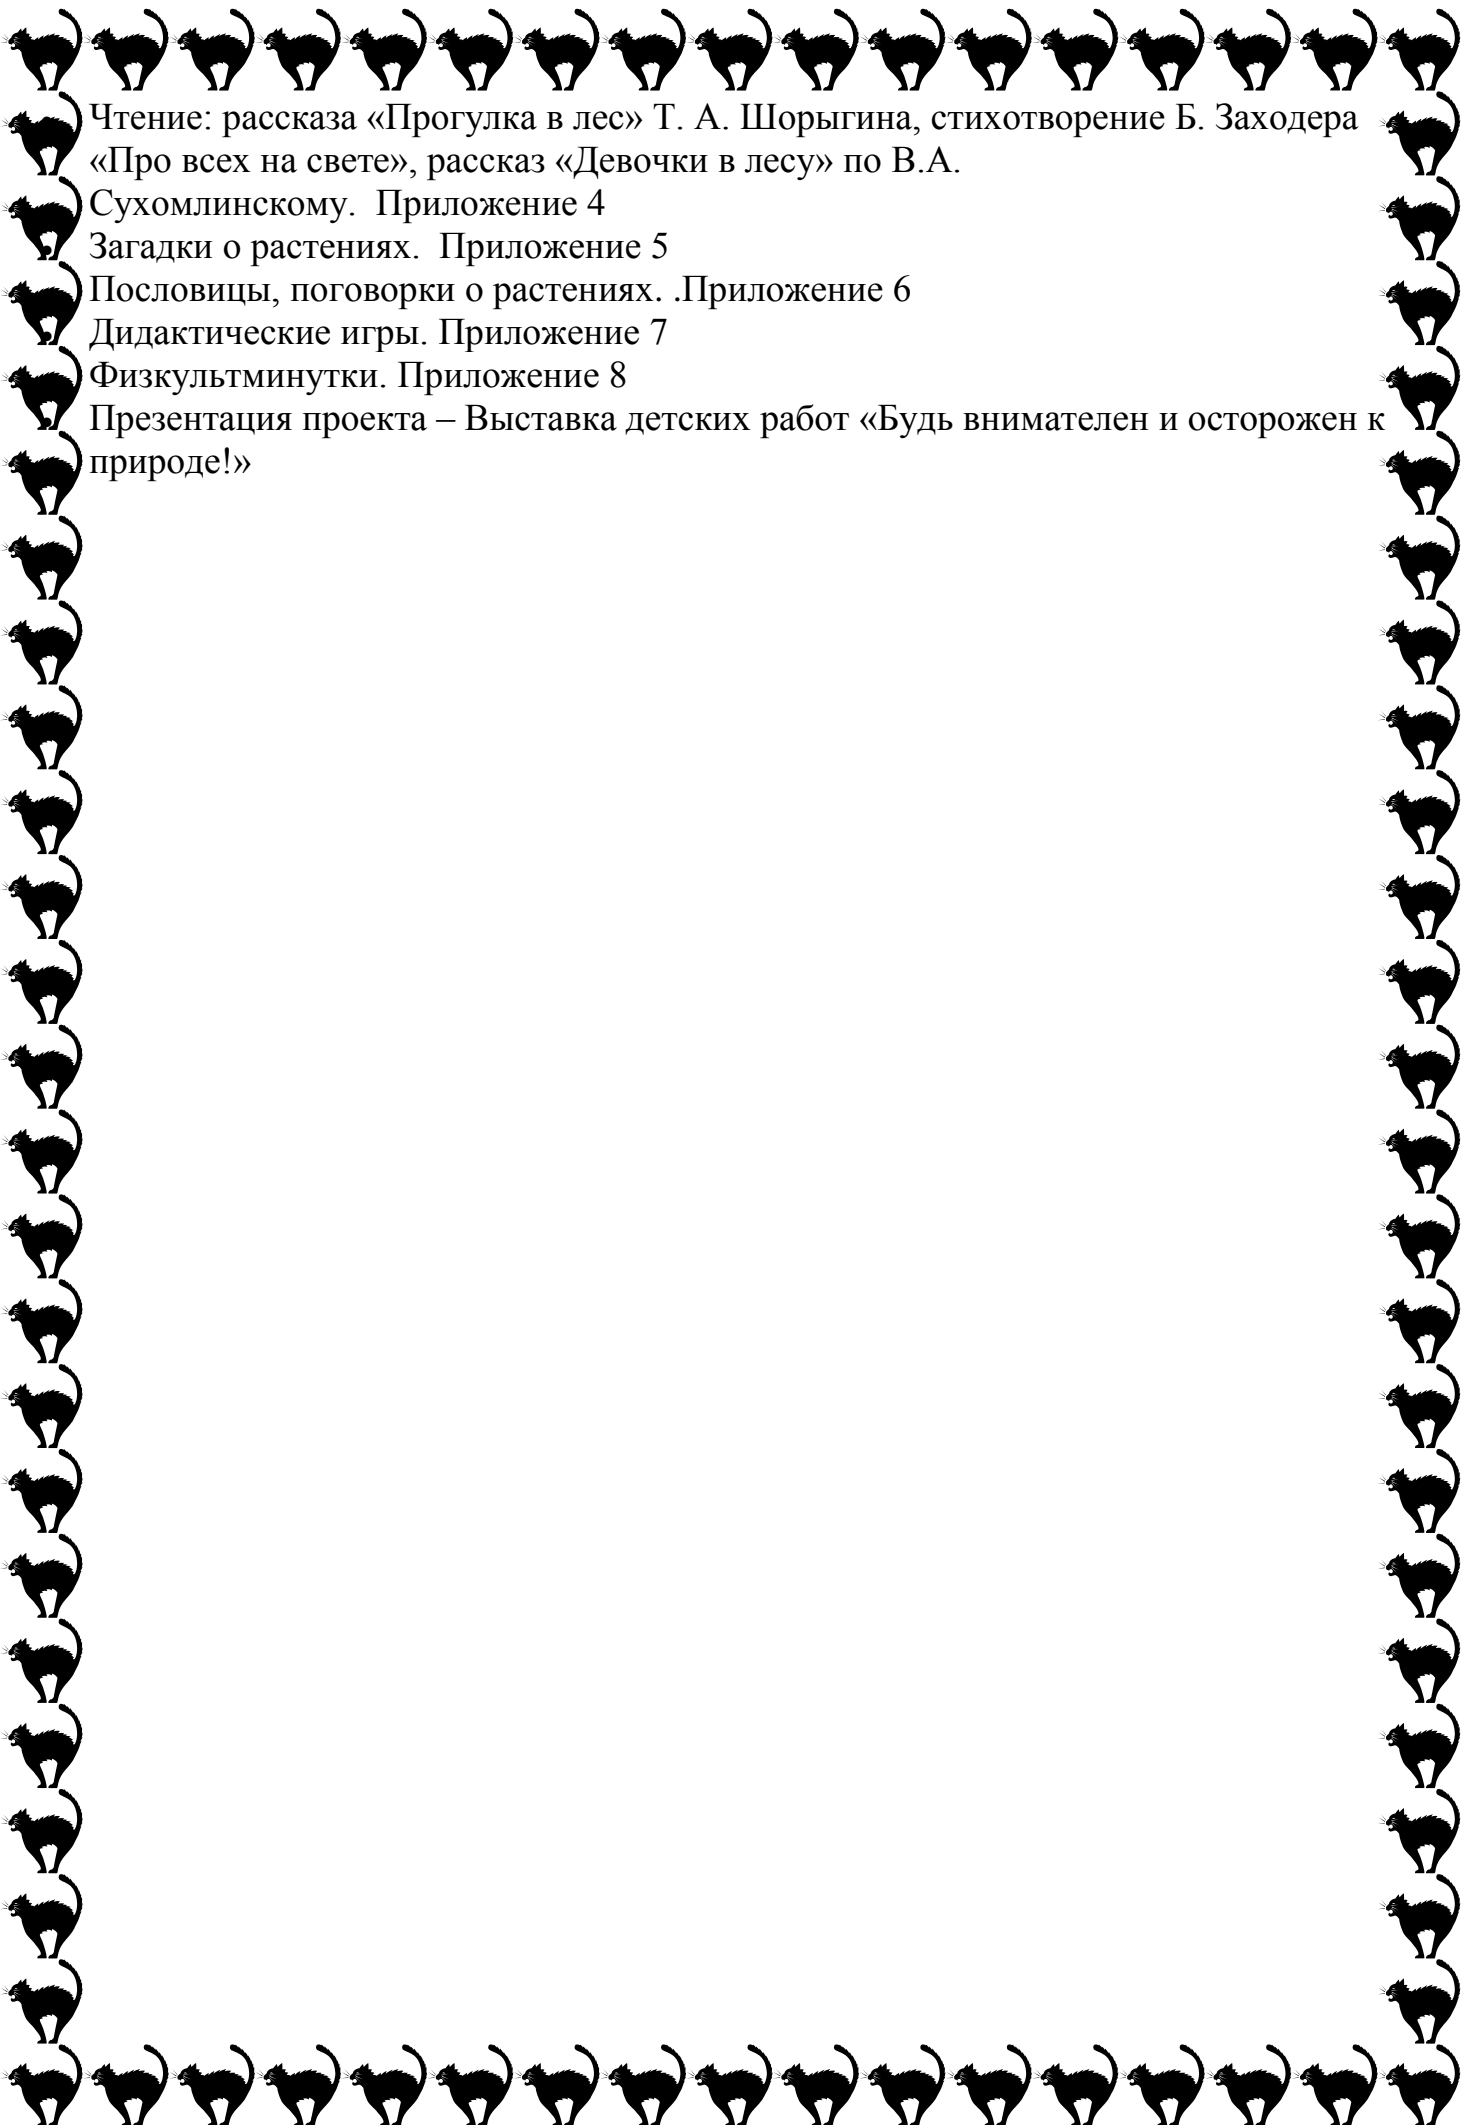 Чтение: рассказа «Прогулка в лес» Т. А. Шорыгина, стихотворение Б. Заходера
«Про всех на свете», рассказ «Девочки в лесу» по В.А.
Сухомлинскому.  Приложение 4
Загадки о растениях.  Приложение 5
Пословицы, поговорки о растениях. .Приложение 6
Дидактические игры. Приложение 7
Физкультминутки. Приложение 8
Презентация проекта – Выставка детских работ «Будь внимателен и осторожен к
природе!»